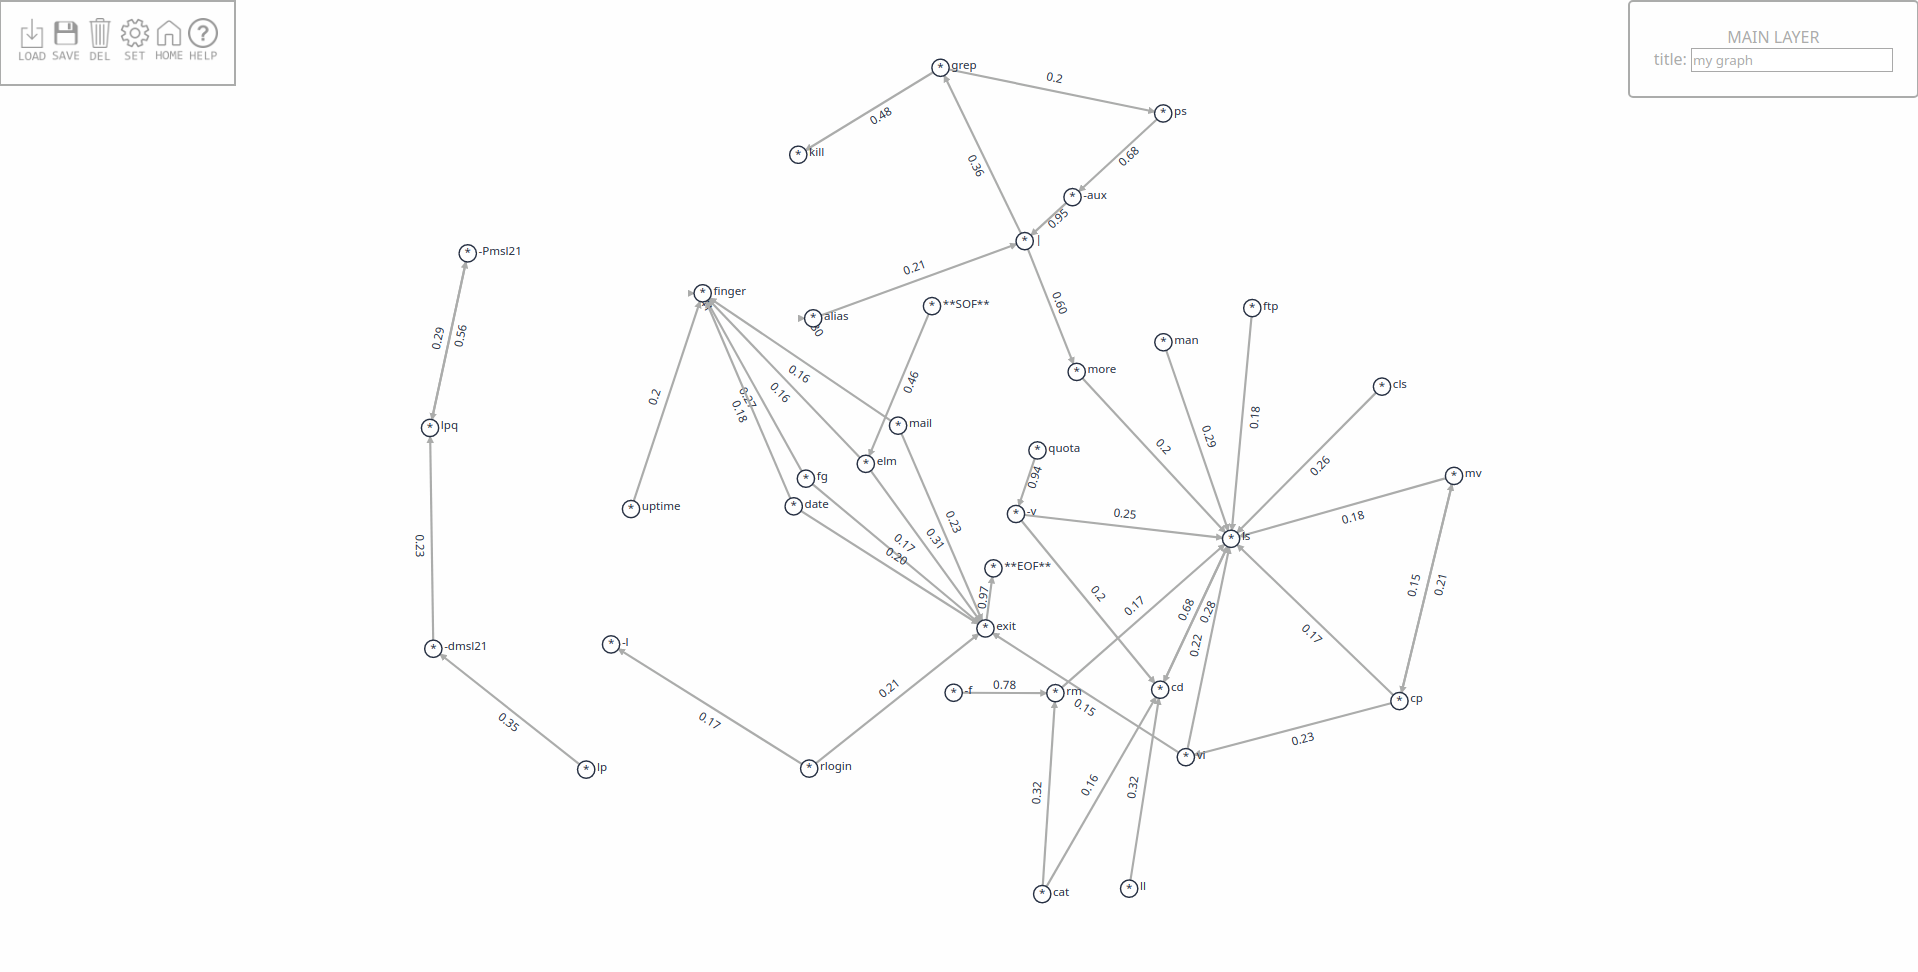 LOAD SAVE DEL SET HOME HELP
MAIN LAYER
title: my graph
grep
0.2
ps
0.48
kill
0.36
0.68
-aux
0.95
|
-Pmsl21
0.21
finger
alias
**SOF**
0.60
ftp
0.29
0.56
man
more
0.16
0.46
cls
0.2
0.16
0.27
0.18
0.18
lpq
mail
0.29
0.2
quota
elm
0.26
fg
0.94
mv
uptime
date
-v
0.25
0.18
0.23
0.23
0.31
ls
0.17
0.20
**EOF**
0.97
0.2
0.17
0.68
0.28
0.15
0.21
exit
0.17
-dmsl21
-l
0.22
-f
0.78
rm
cd
0.21
0.15
cp
0.35
0.17
0.23
vi
lp
rlogin
0.32
0.16
0.32
cat
ll